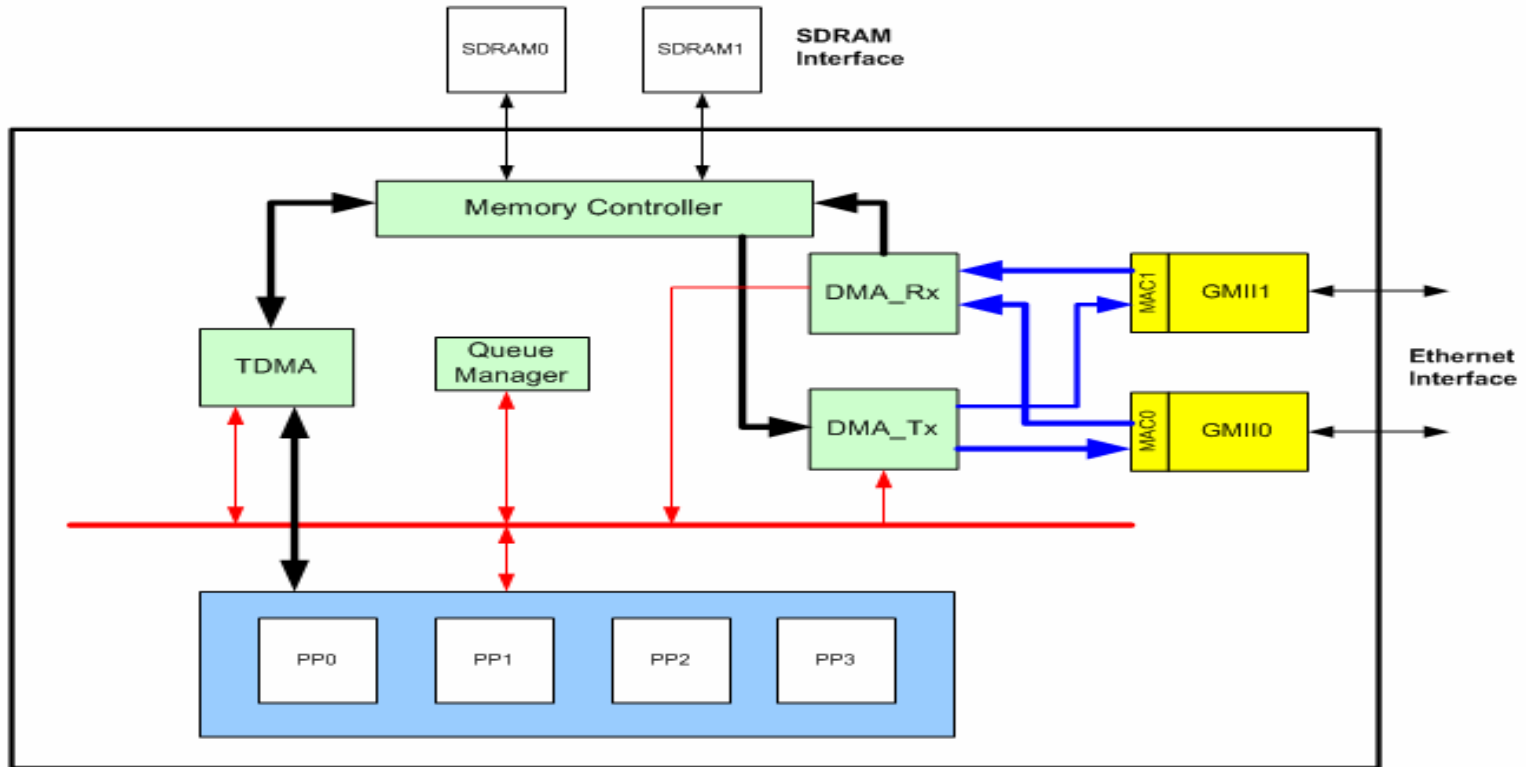 SDRAM0
SDRAM1
SDRAM
Interface
Memory Controller
DMA_Rx
MAC1
GMII1
TDMA
Queue
Manager
Ethernet
Interface
DMA_Tx
MAC0
GMII0
PP0
PP1
PP2
PP3